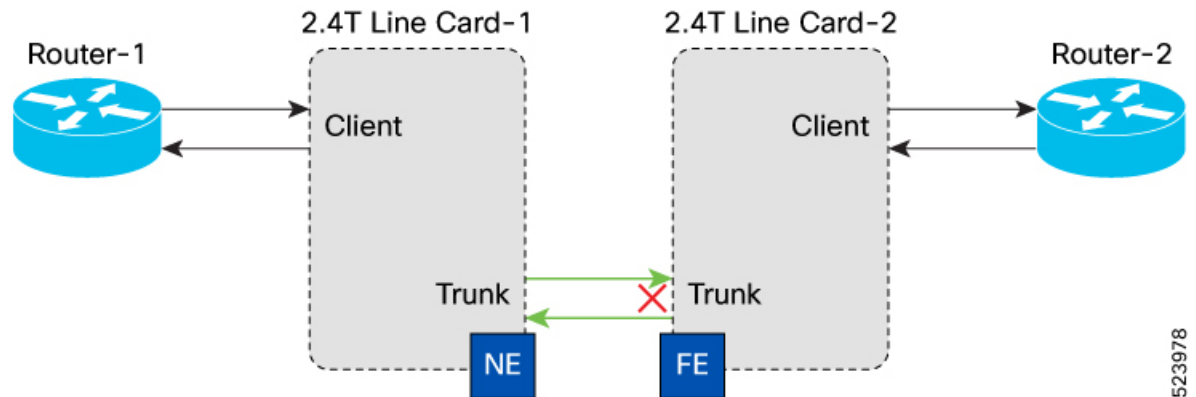 2.4T Line Card-1
2.4T Line Card-2
Router-1
Router-2
Client
Client
Trunk
Trunk
NE
FE
523978